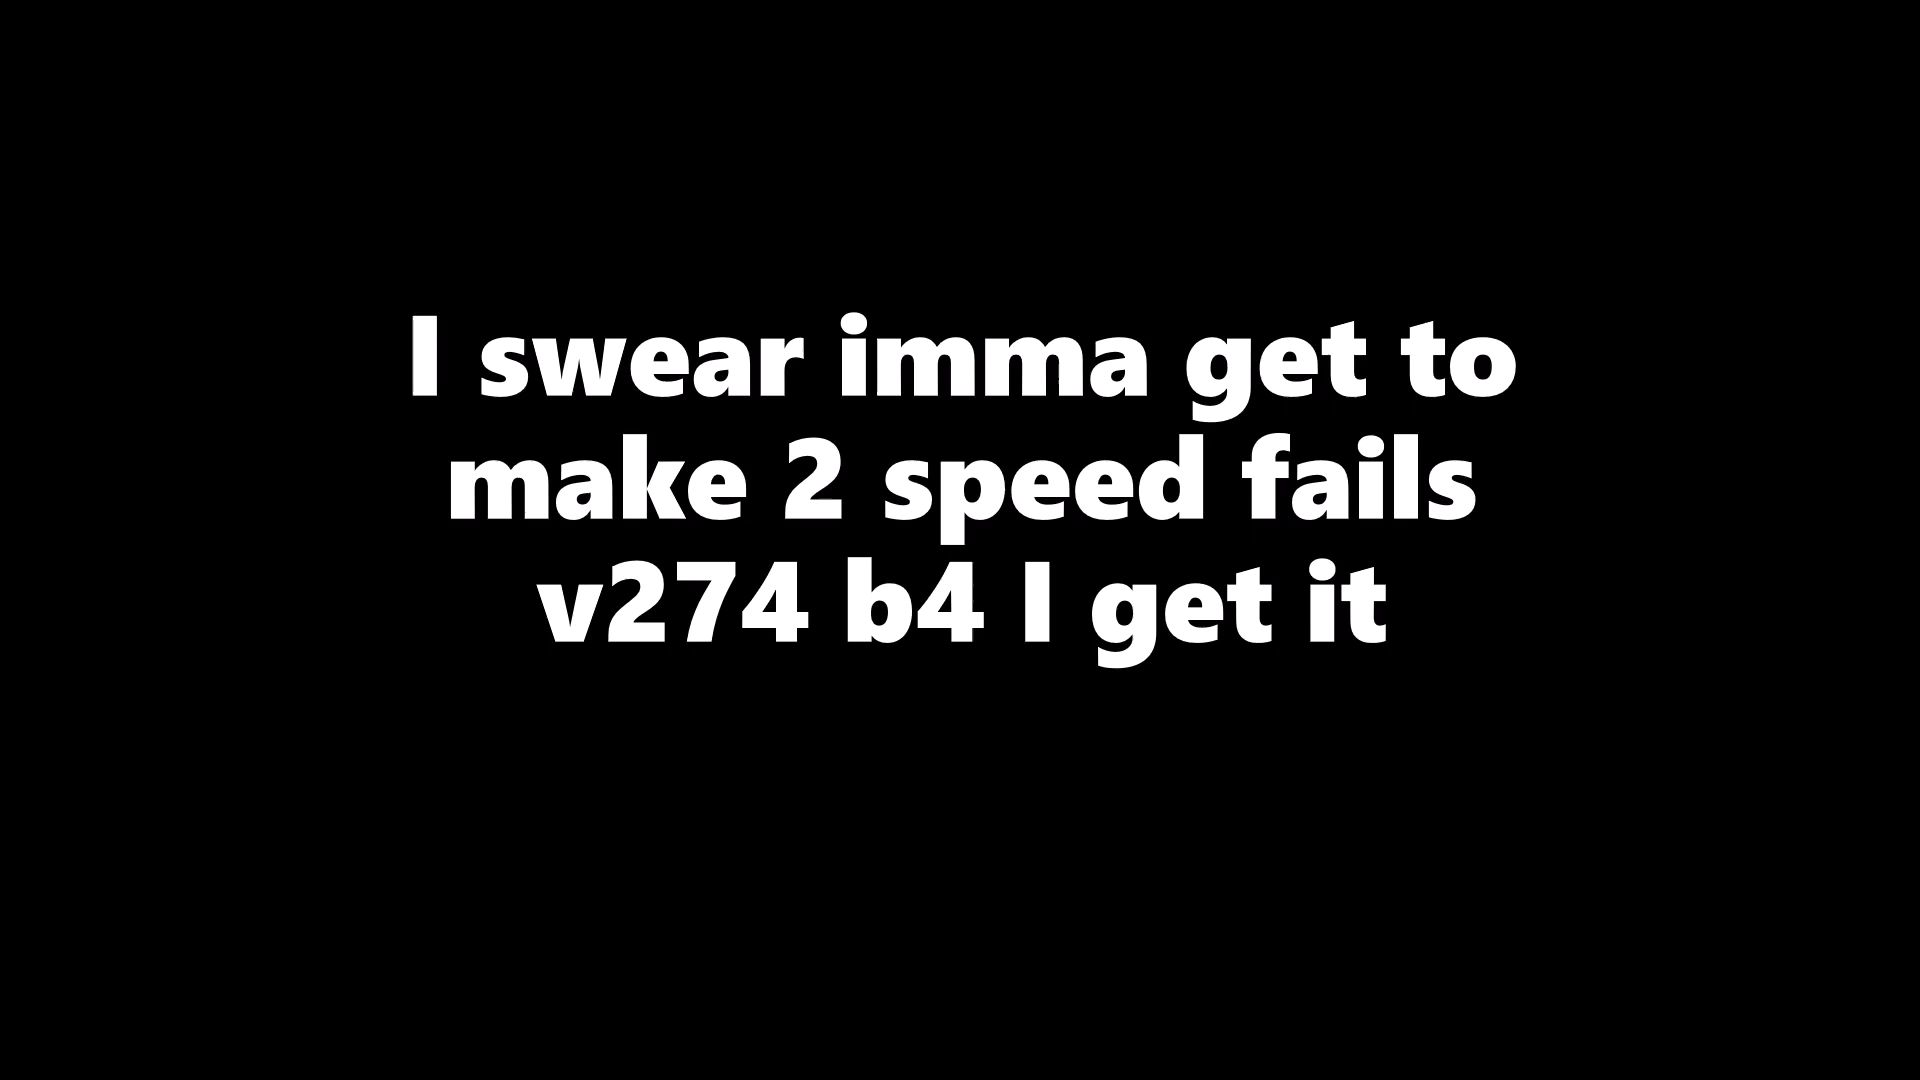 I swear imma get to
make 2 speed fails
v274 b4 I get it